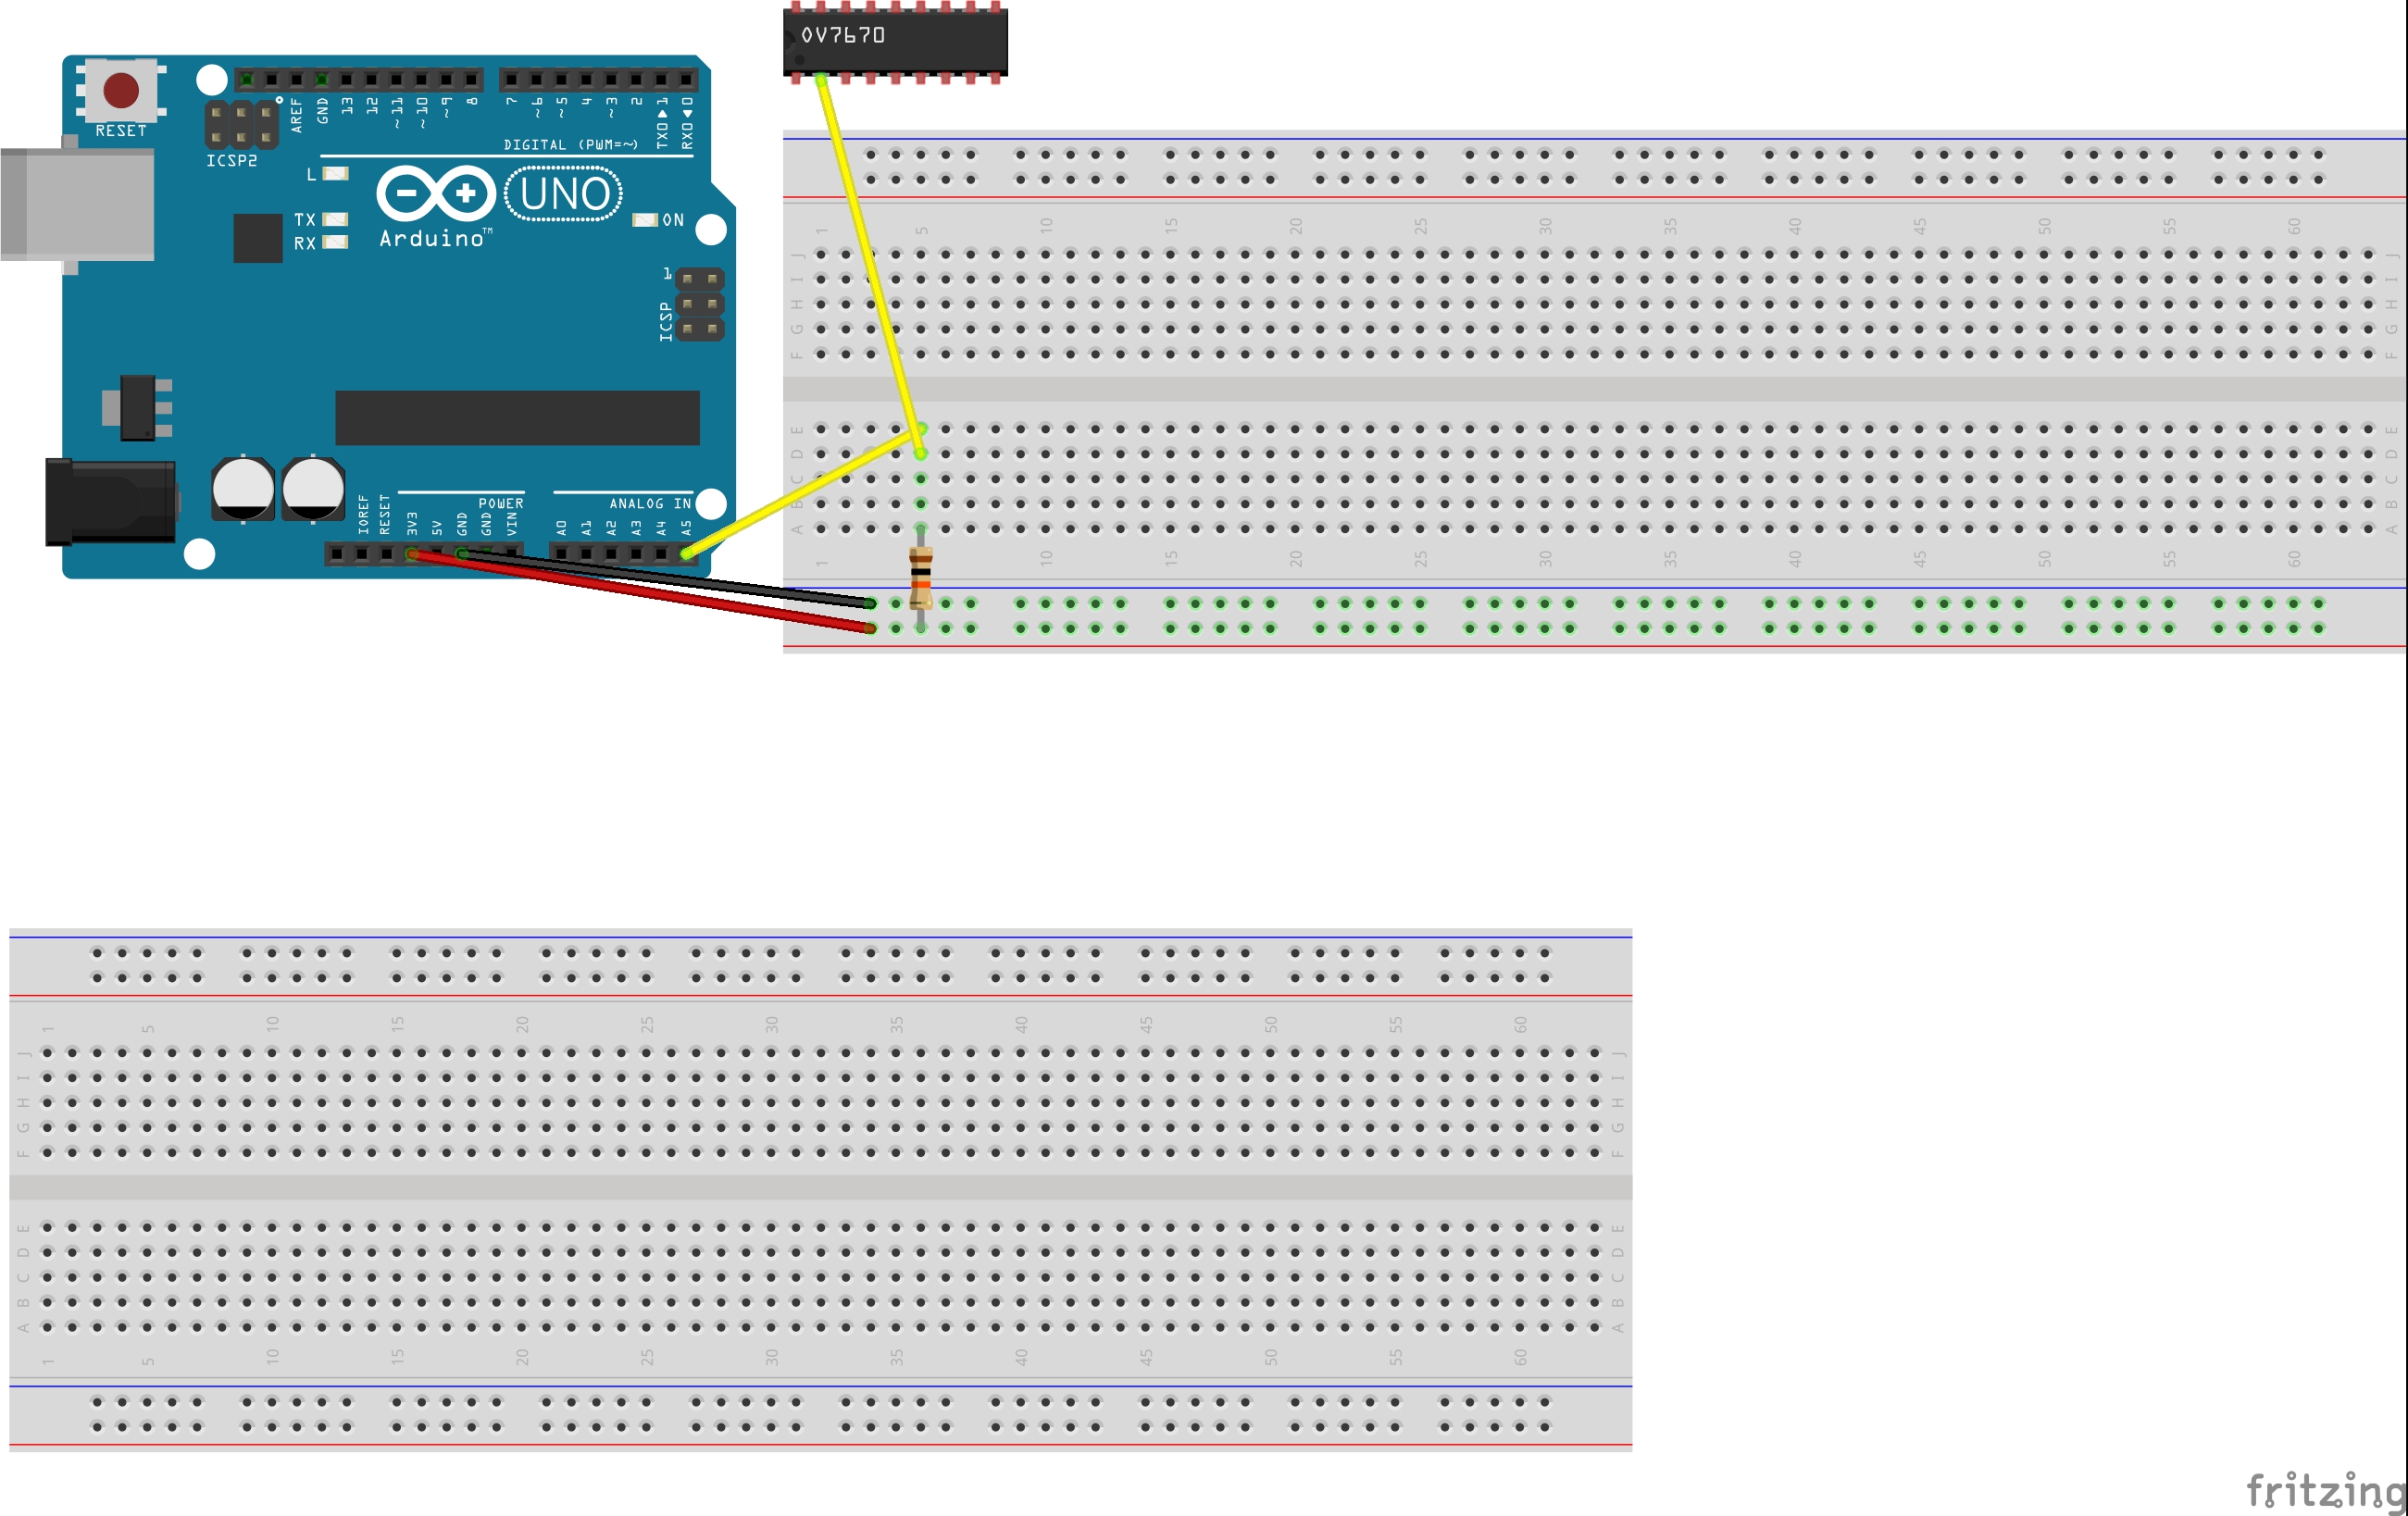 OV7670
RESET
ICSP2
AREF
GND
13
12
~11
~10
~9
8
7
~6
~5
4
~3
2
TX0▶1
RX0◀0
DIGITAL (PWM=~)
L
TX
RX
UNO
Arduino™
ON
1
ICSP
IOREF
RESET
3V3
5V
GND
GND
VIN
POWER
A0
A1
A2
A3
A4
A5
ANALOG IN
1 5 10 15 20 25 30 35 40 45 50 55 60
J J
I I
H H
G G
F F
E E
D D
C C
B B
A A
1 10 15 20 25 30 35 40 45 50 55 60
1 5 10 15 20 25 30 35 40 45 50 55 60
J J
I I
H H
G G
F F
E E
D D
C C
B B
A A
1 5 10 15 20 25 30 35 40 45 50 55 60
fritzing